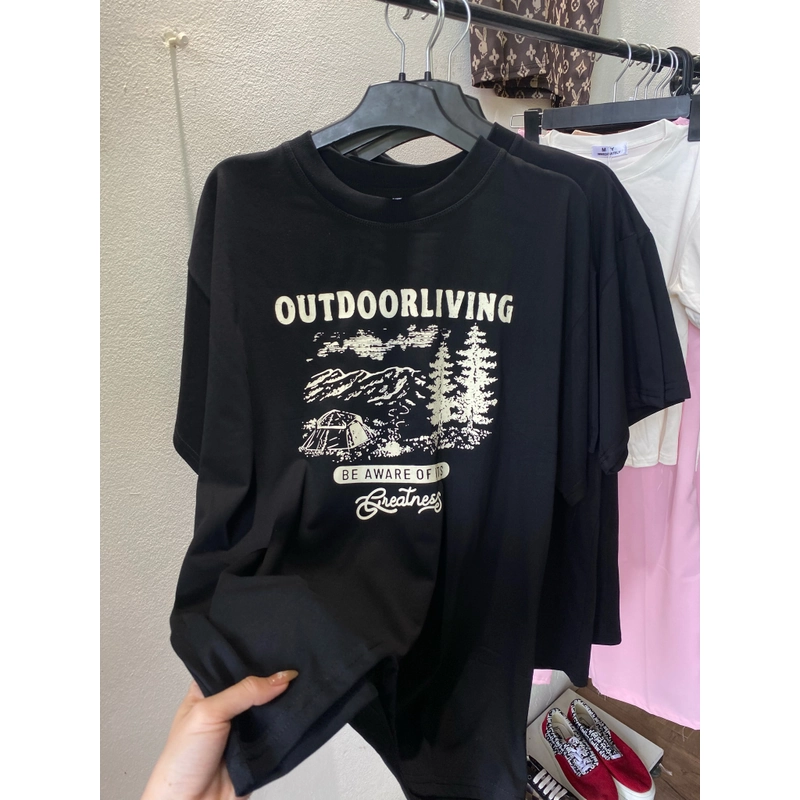 OUTDOORLIVING
BE AWARE OF ITS
Greatness